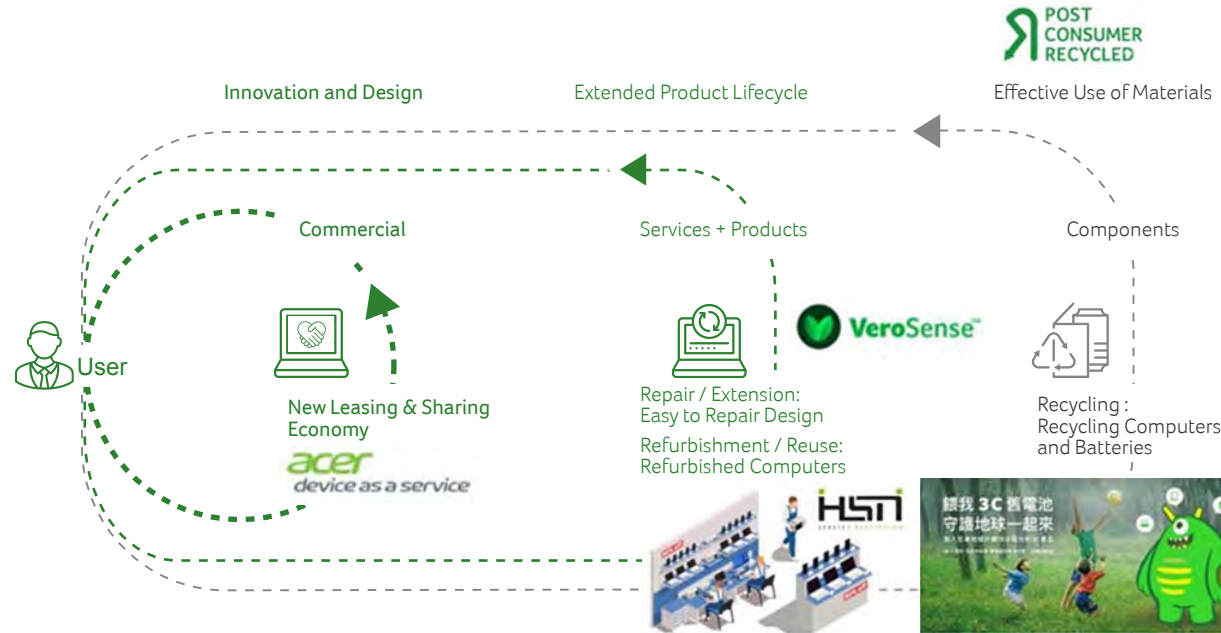 POST
CONSUMER
RECYCLED
Innovation and Design
Extended Product Lifecycle
Effective Use of Materials
Commercial
Services + Products
Components
VeroSense™
User
New Leasing & Sharing
Economy
acer
device as a service
Repair / Extension:
Easy to Repair Design
Refurbishment / Reuse:
Refurbished Computers
Recycling :
Recycling Computers
and Batteries
HSN
餵我 3C 舊電池
守護地球一起來